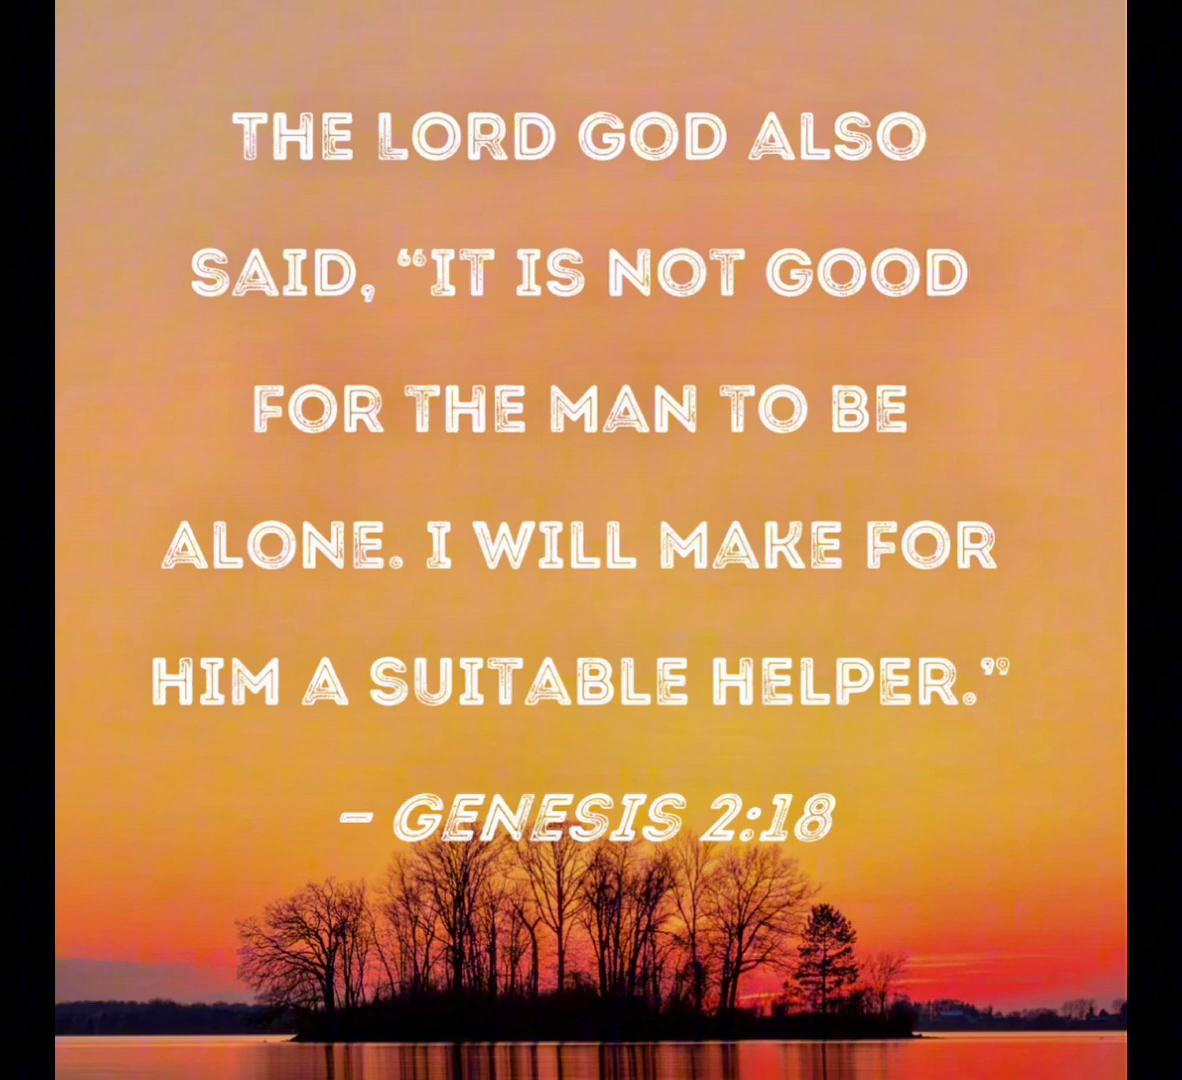 THE LORD GOD ALSO
SAID, “IT IS NOT GOOD
FOR THE MAN TO BE
ALONE. I WILL MAKE FOR
HIM A SUITABLE HELPER.”
– GENESIS 2:18